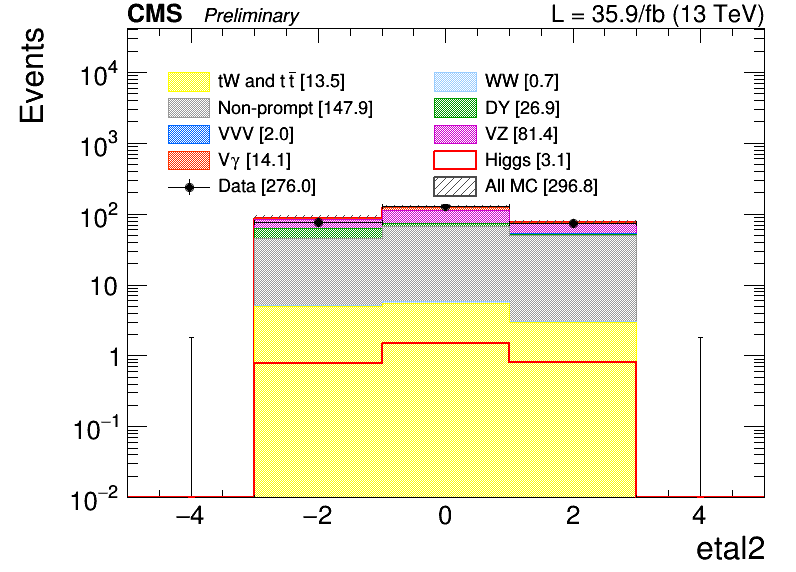 CMS Preliminary L = 35.9/fb (13 TeV)
Events
10⁴
10³
10²
10
1
10⁻¹
10⁻²
tW and tt̅ [13.5] WW [0.7]
Non-prompt [147.9] DY [26.9]
VVV [2.0] VZ [81.4]
Vγ [14.1] Higgs [3.1]
Data [276.0] All MC [296.8]
−4 −2 0 2 4
etal2